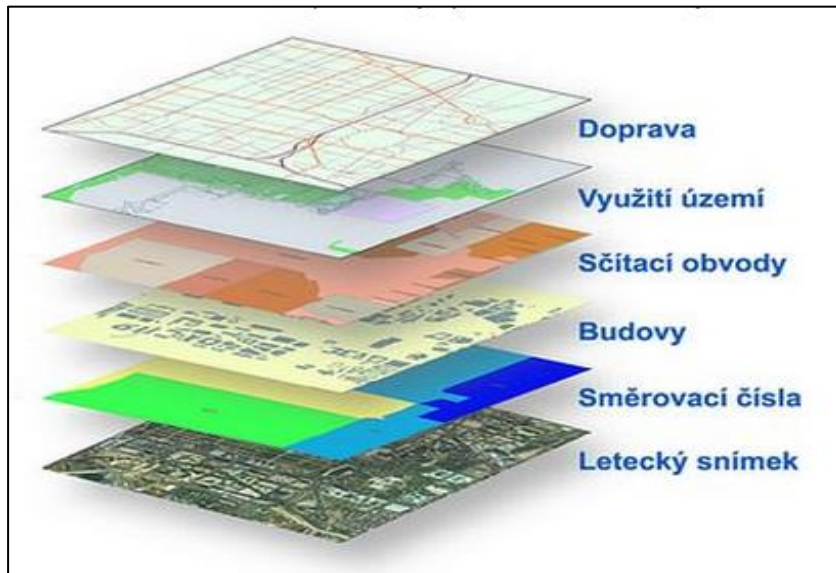 Doprava
Využití území
Sčítací obvody
Budovy
Směrovací čísla
Letecký snímek